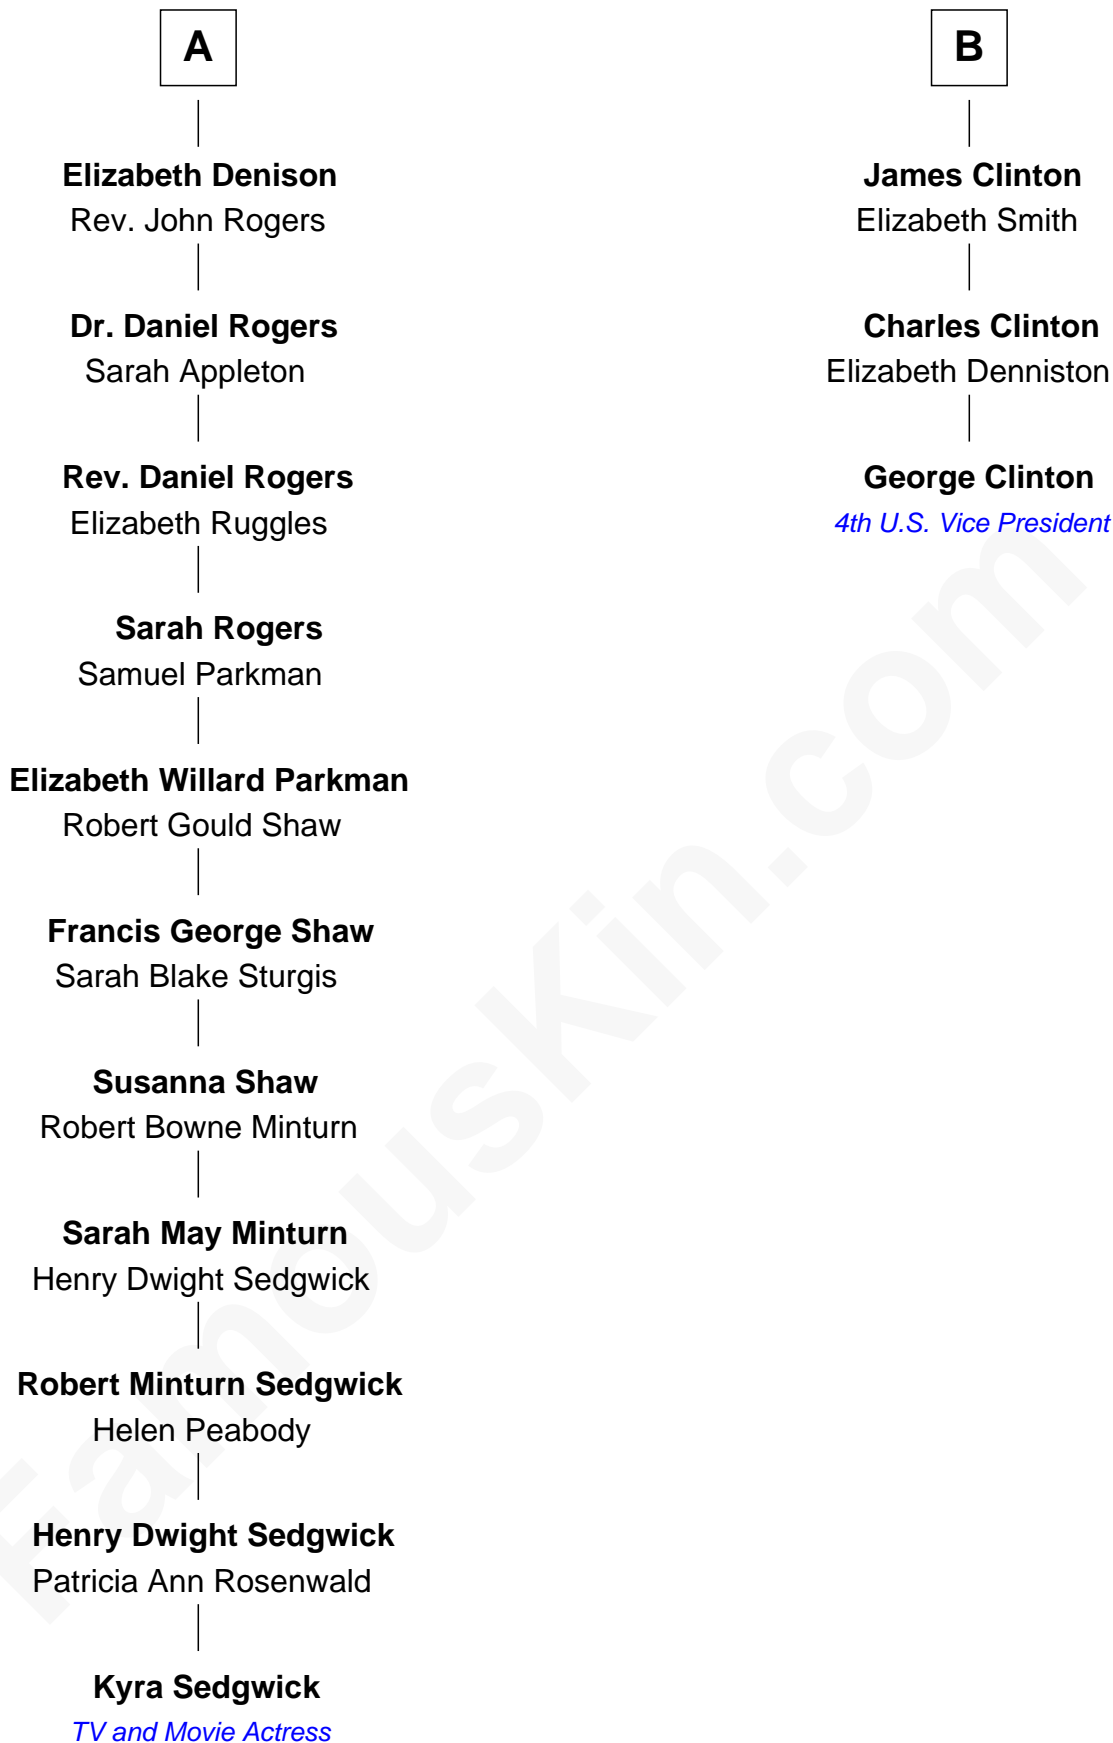 A
Elizabeth Denison
Rev. John Rogers
Dr. Daniel Rogers
Sarah Appleton
Rev. Daniel Rogers
Elizabeth Ruggles
Sarah Rogers
Samuel Parkman
Elizabeth Willard Parkman
Robert Gould Shaw
Francis George Shaw
Sarah Blake Sturgis
Susanna Shaw
Robert Bowne Minturn
Sarah May Minturn
Henry Dwight Sedgwick
Robert Minturn Sedgwick
Helen Peabody
Henry Dwight Sedgwick
Patricia Ann Rosenwald
Kyra Sedgwick
TV and Movie Actress
B
James Clinton
Elizabeth Smith
Charles Clinton
Elizabeth Denniston
George Clinton
4th U.S. Vice President
FamousKin.com